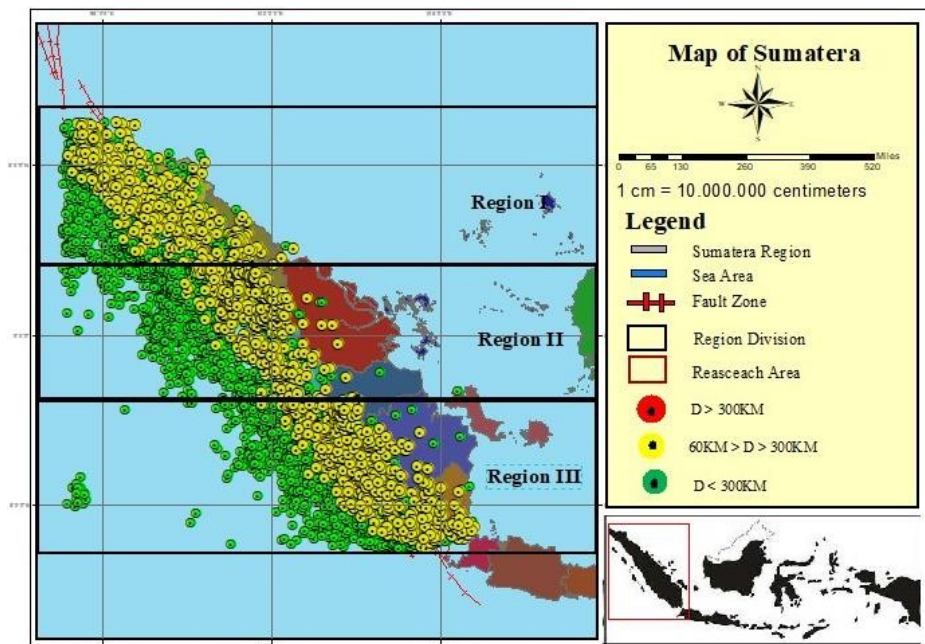 Map of Sumatera
N
W
E
S
Miles
0 65 130 260 390 520
1 cm = 10.000.000 centimeters
Legend
Sumatera Region
Sea Area
Fault Zone
Region Division
Reasceach Area
D > 300KM
60KM > D > 300KM
D < 300KM
Region I
Region II
Region III